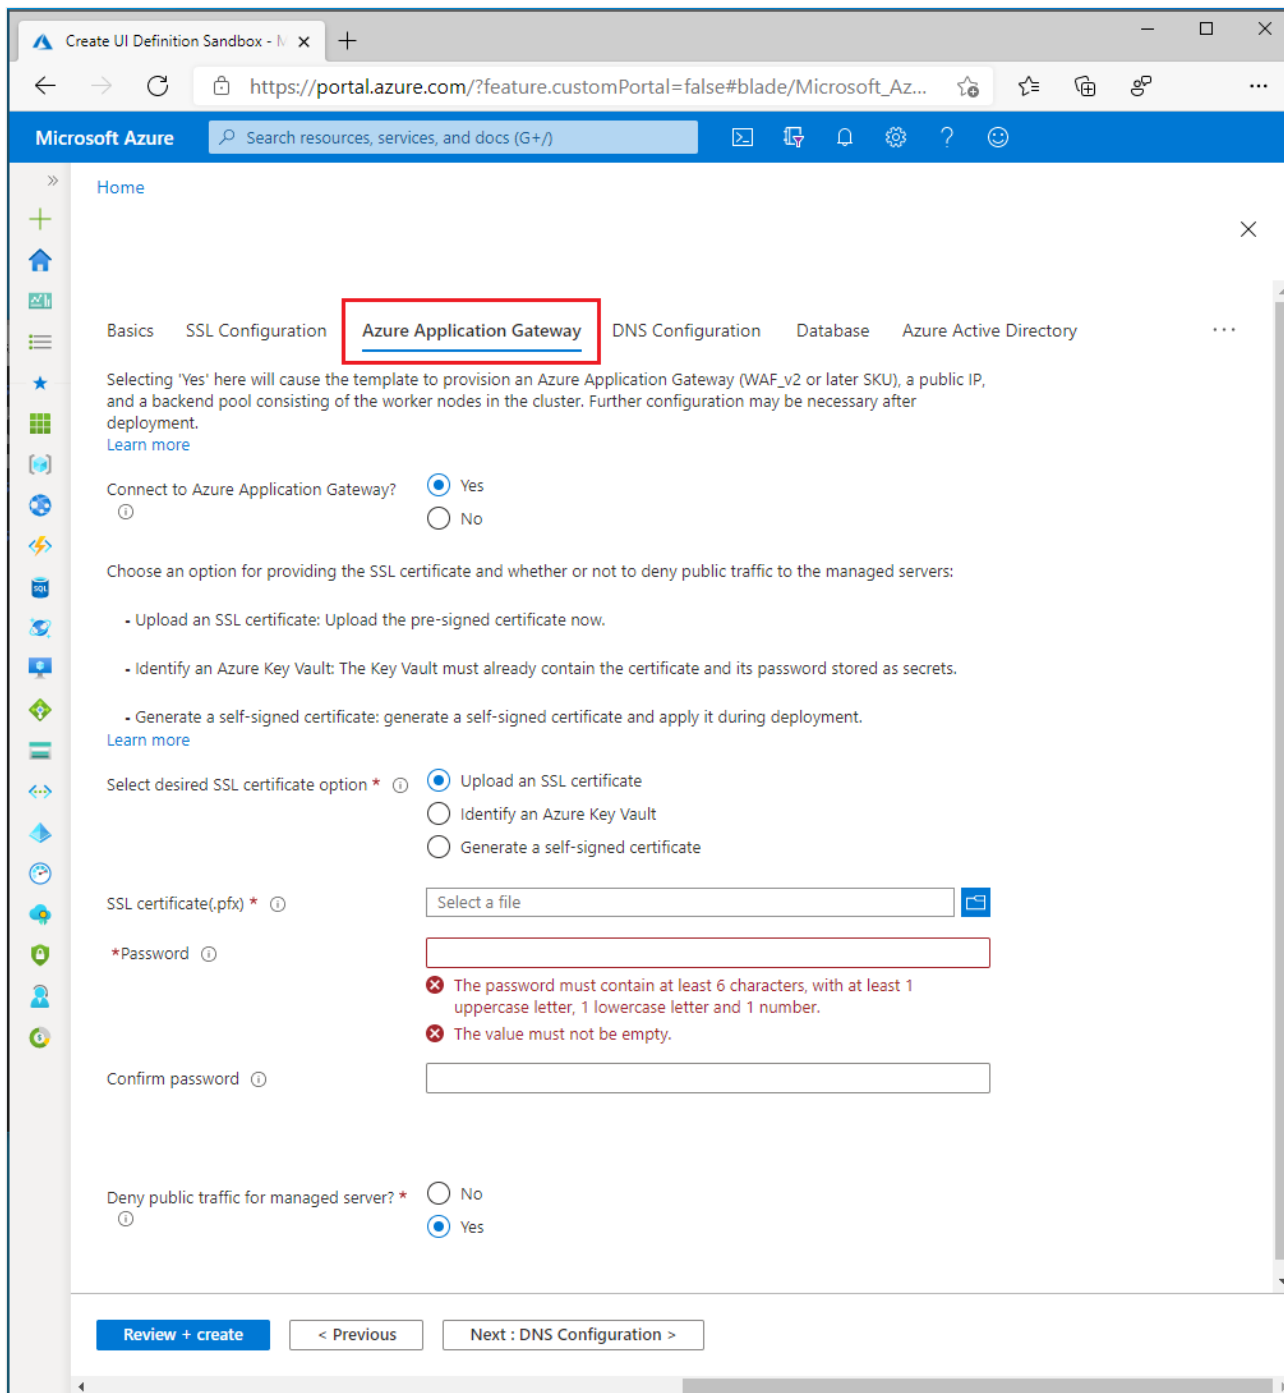 Create UI Definition Sandbox - M
https://portal.azure.com/?feature.customPortal=false#blade/Microsoft_Az...
Microsoft Azure
Search resources, services, and docs (G+/)
Home
Basics
SSL Configuration
Azure Application Gateway
DNS Configuration
Database
Azure Active Directory
Selecting 'Yes' here will cause the template to provision an Azure Application Gateway (WAF_v2 or later SKU), a public IP,
and a backend pool consisting of the worker nodes in the cluster. Further configuration may be necessary after
deployment.
Learn more
Connect to Azure Application Gateway?
Yes
No
Choose an option for providing the SSL certificate and whether or not to deny public traffic to the managed servers:
- Upload an SSL certificate: Upload the pre-signed certificate now.
- Identify an Azure Key Vault: The Key Vault must already contain the certificate and its password stored as secrets.
- Generate a self-signed certificate: generate a self-signed certificate and apply it during deployment.
Learn more
Select desired SSL certificate option *
Upload an SSL certificate
Identify an Azure Key Vault
Generate a self-signed certificate
SSL certificate(.pfx) *
Select a file
*Password
The password must contain at least 6 characters, with at least 1
uppercase letter, 1 lowercase letter and 1 number.
The value must not be empty.
Confirm password
Deny public traffic for managed server? *
No
Yes
Review + create
< Previous
Next : DNS Configuration >